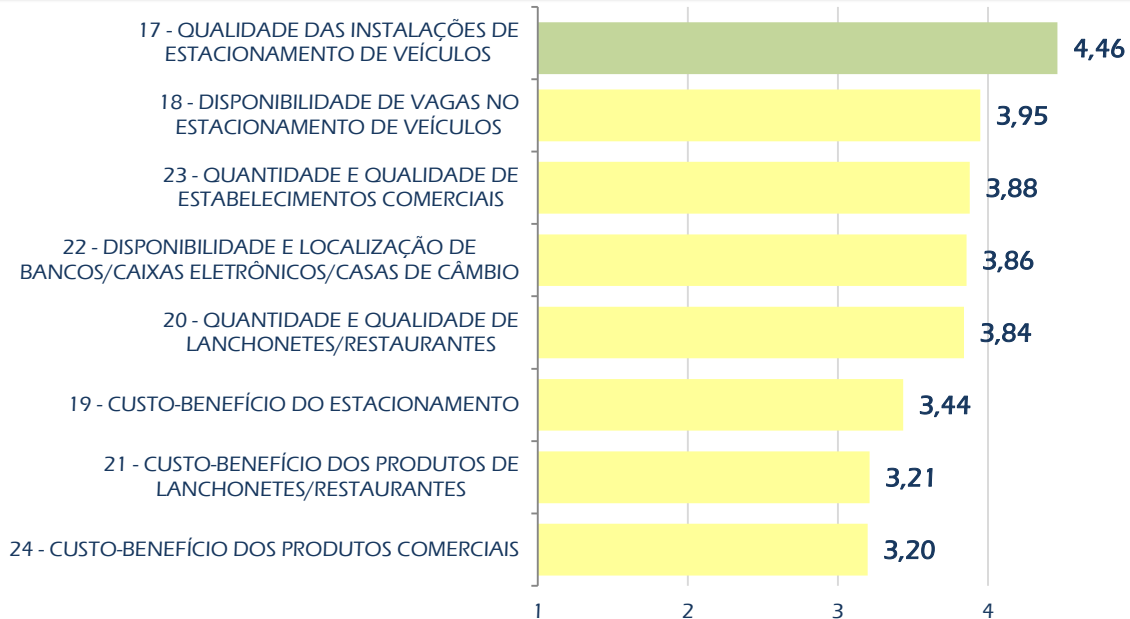 17 - QUALIDADE DAS INSTALAÇÕES DE
ESTACIONAMENTO DE VEÍCULOS
4,46
18 - DISPONIBILIDADE DE VAGAS NO
ESTACIONAMENTO DE VEÍCULOS
3,95
23 - QUANTIDADE E QUALIDADE DE
ESTABELECIMENTOS COMERCIAIS
3,88
22 - DISPONIBILIDADE E LOCALIZAÇÃO DE
BANCOS/CAIXAS ELETRÔNICOS/CASAS DE CÂMBIO
3,86
20 - QUANTIDADE E QUALIDADE DE
LANCHONETES/RESTAURANTES
3,84
19 - CUSTO-BENEFÍCIO DO ESTACIONAMENTO
3,44
21 - CUSTO-BENEFÍCIO DOS PRODUTOS DE
LANCHONETES/RESTAURANTES
3,21
24 - CUSTO-BENEFÍCIO DOS PRODUTOS COMERCIAIS
3,20
1 2 3 4